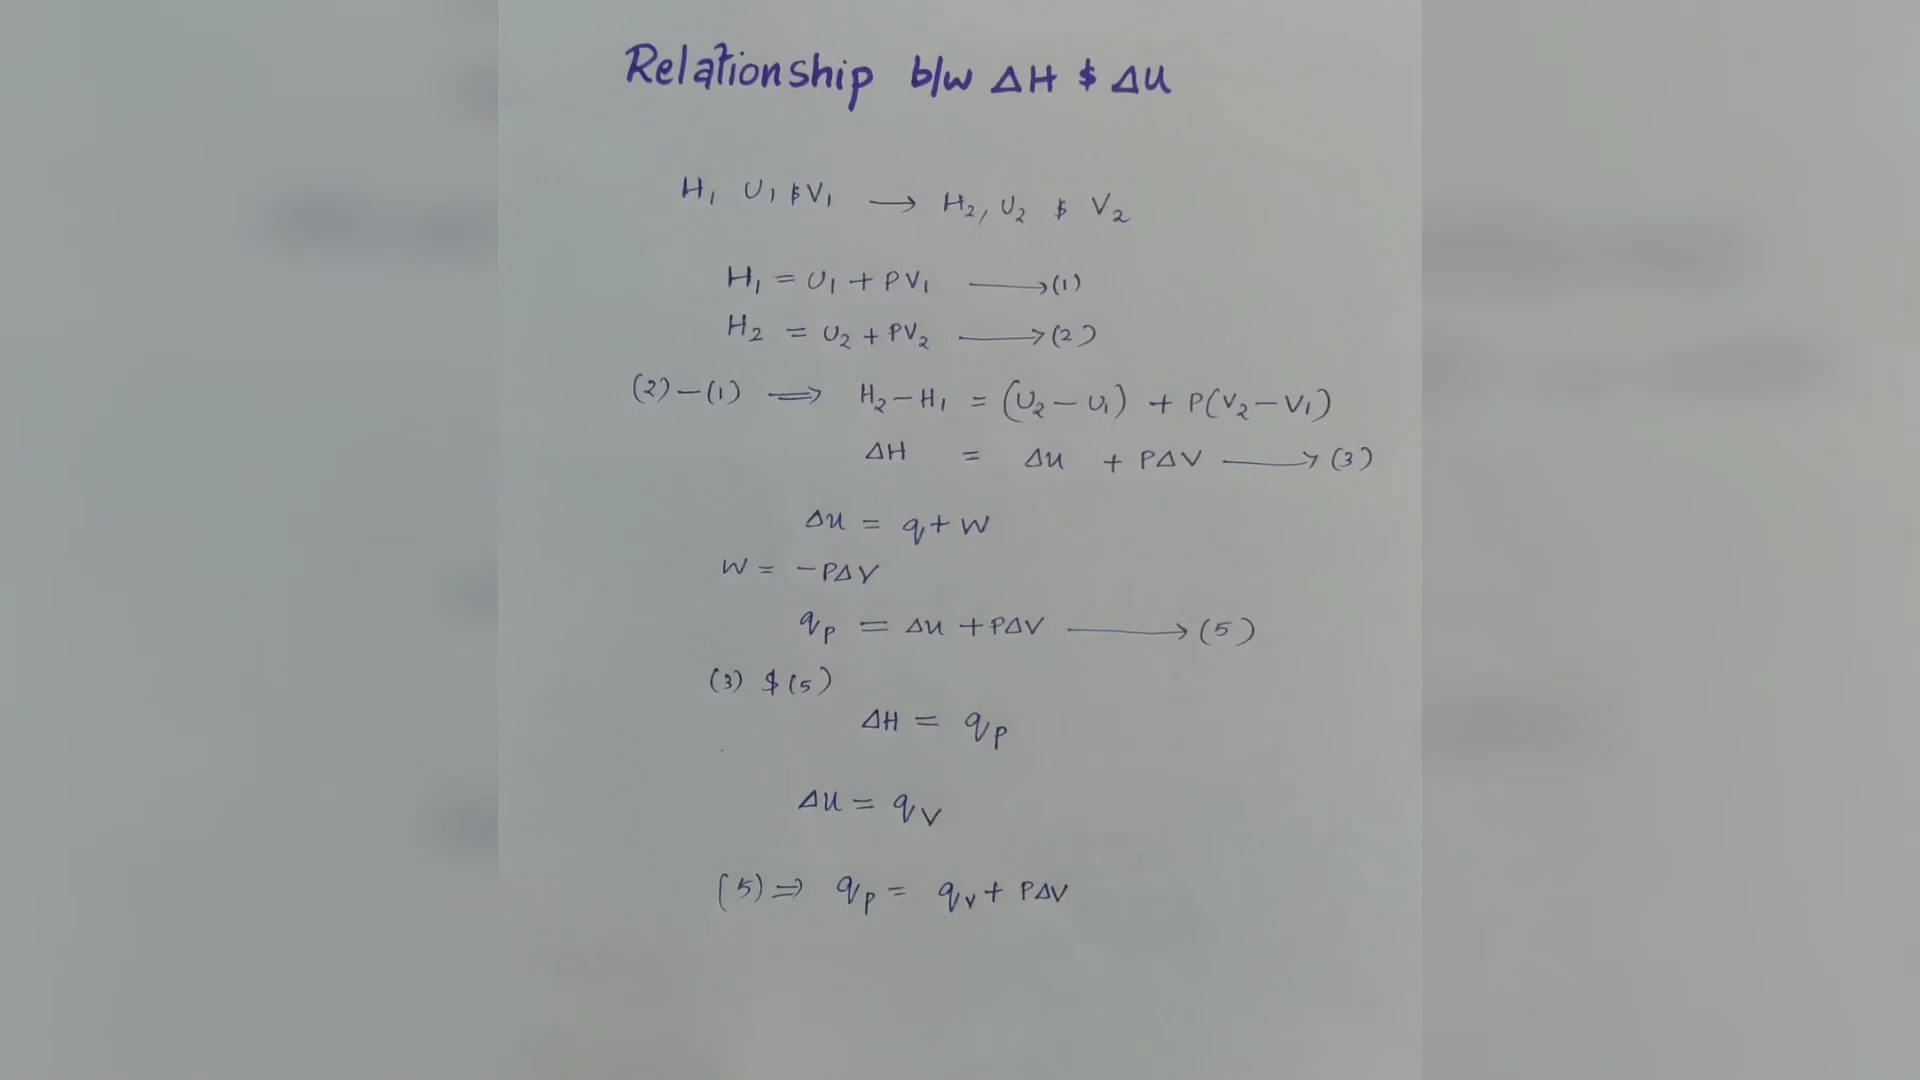 Relationship b/w ΔH & ΔU
H₁ U₁ & V₁ → H₂, U₂ & V₂
H₁ = U₁ + PV₁ → (1)
H₂ = U₂ + PV₂ → (2)
(2) – (1) ⟹ H₂ – H₁ = (U₂ – U₁) + P(V₂ – V₁)
ΔH = ΔU + PΔV → (3)
ΔU = q + W
W = – PΔV
qₚ = ΔU + PΔV → (5)
(3) & (5)
ΔH = qₚ
ΔU = qᵥ
(5) ⇒ qₚ = qᵥ + PΔV